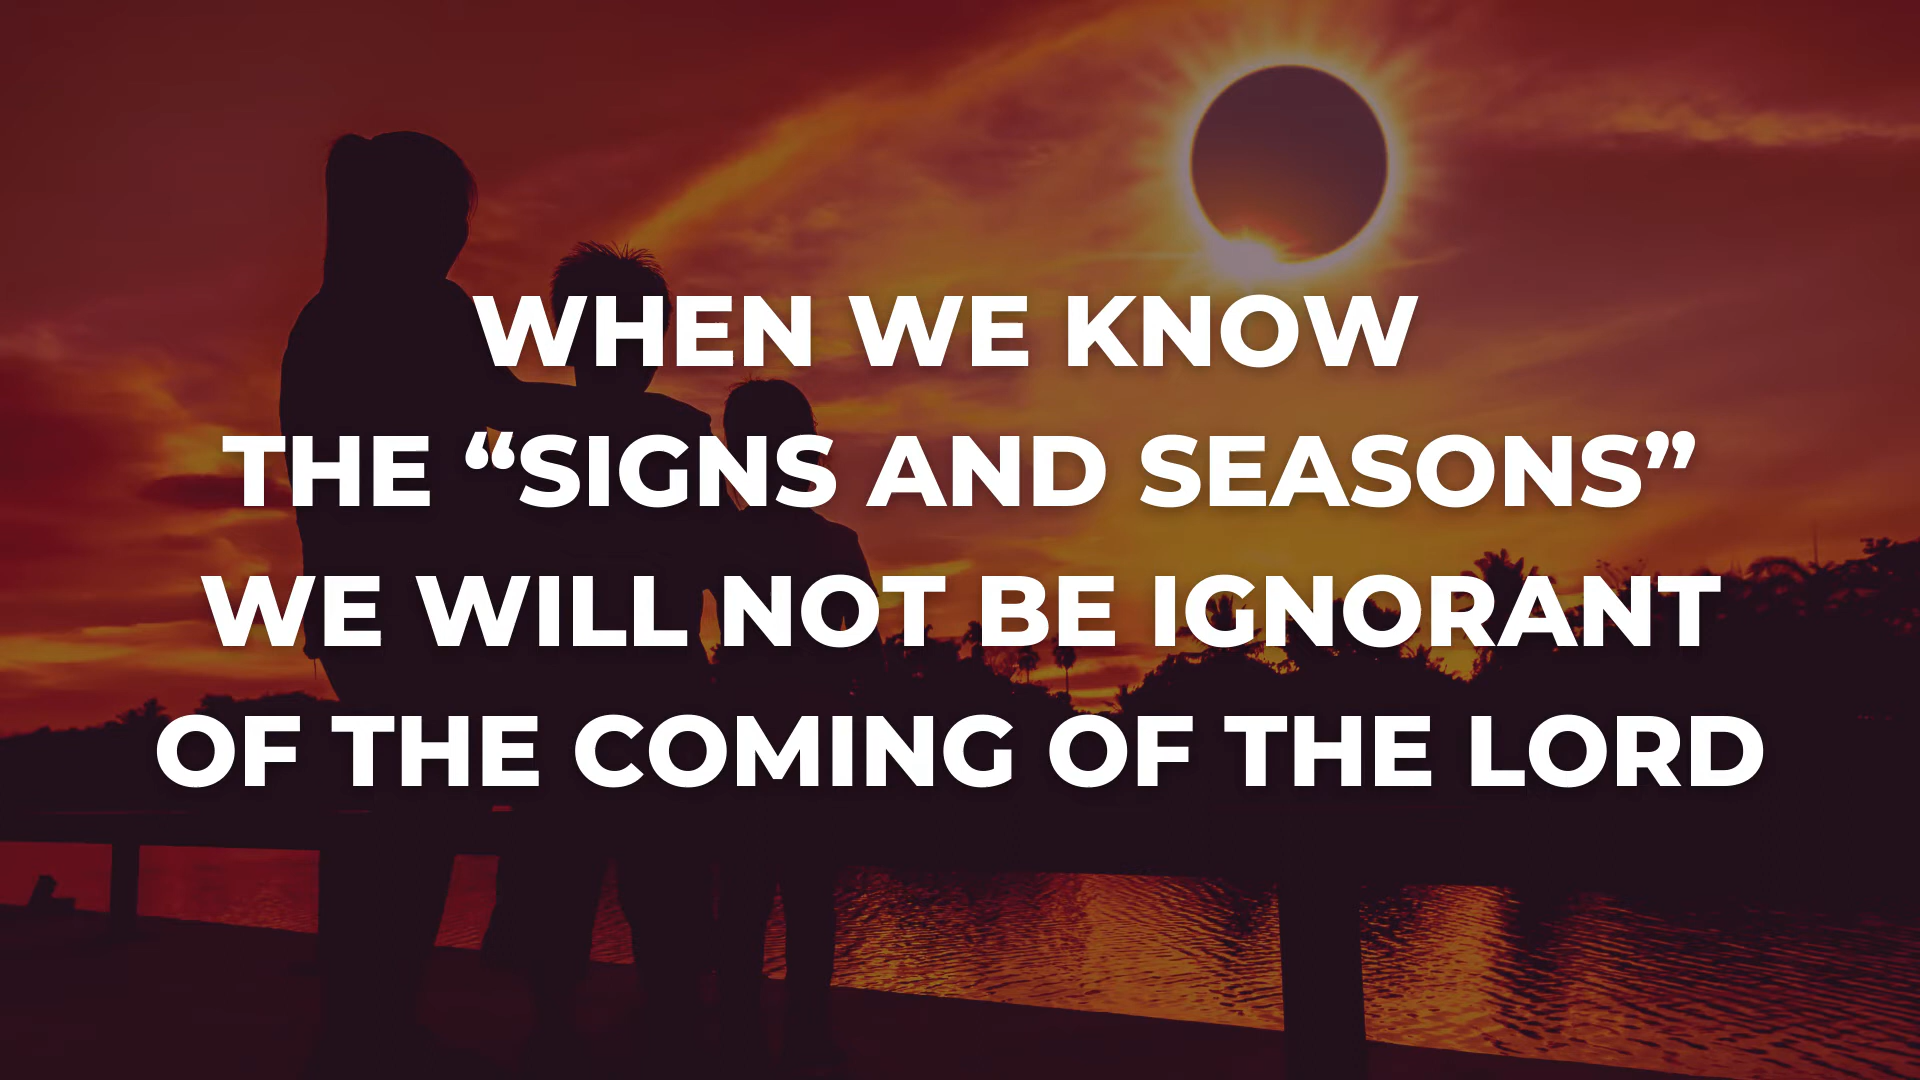 WHEN WE KNOW
THE “SIGNS AND SEASONS”
WE WILL NOT BE IGNORANT
OF THE COMING OF THE LORD